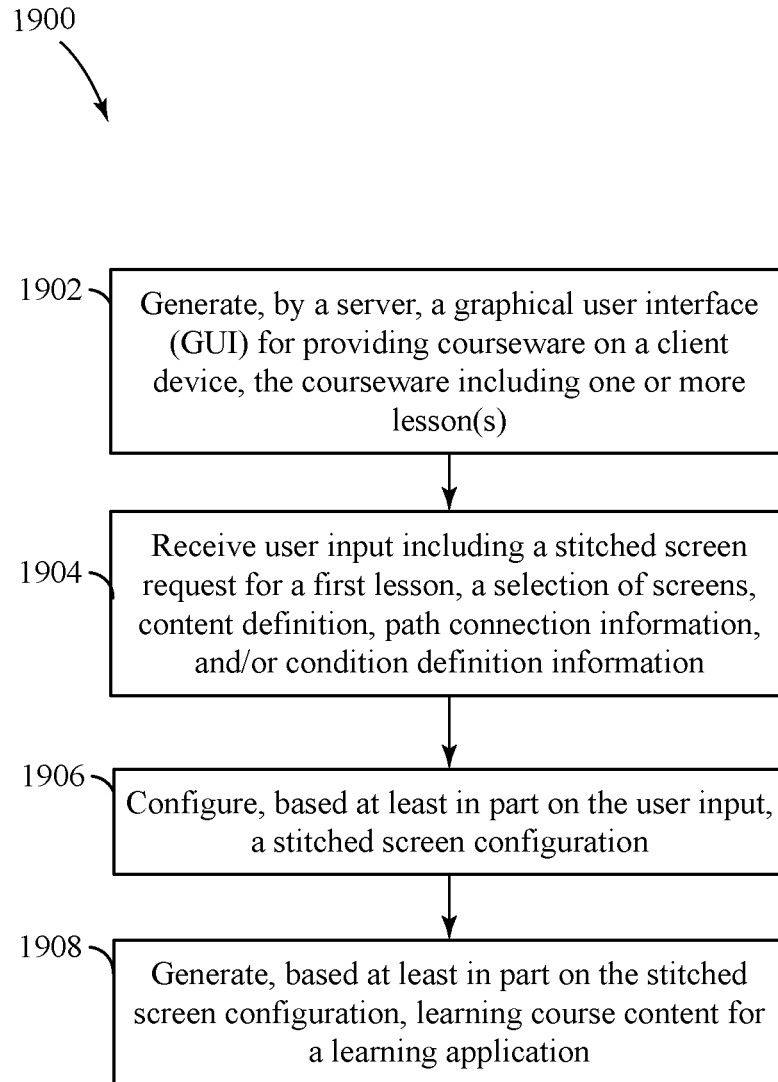 1900
1902
Generate, by a server, a graphical user interface
(GUI) for providing courseware on a client
device, the courseware including one or more
lesson(s)
1904
Receive user input including a stitched screen
request for a first lesson, a selection of screens,
content definition, path connection information,
and/or condition definition information
1906
Configure, based at least in part on the user input,
a stitched screen configuration
1908
Generate, based at least in part on the stitched
screen configuration, learning course content for
a learning application